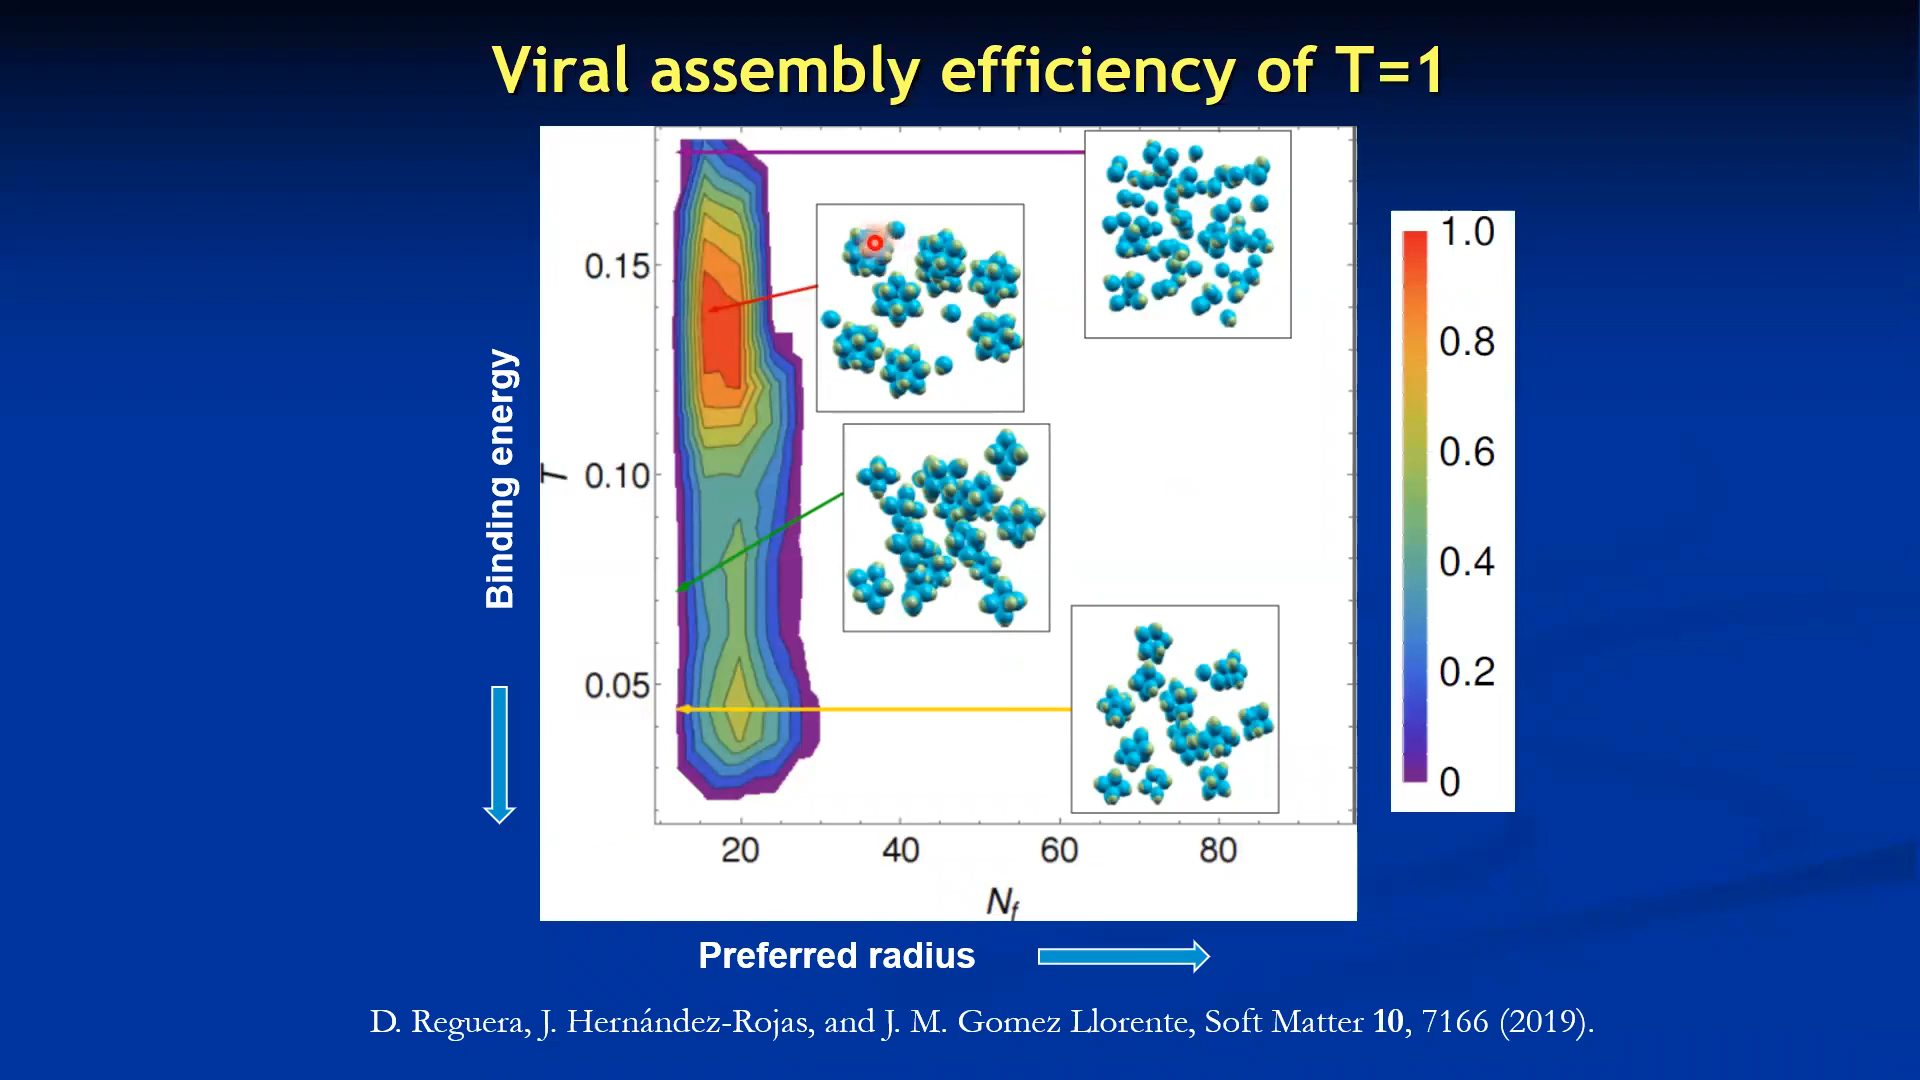 Viral assembly efficiency of T=1
0.15
0.10
0.05
T
Binding energy
20 40 60 80
N_f
Preferred radius
1.0
0.8
0.6
0.4
0.2
0
D. Reguera, J. Hernández-Rojas, and J. M. Gomez Llorente, Soft Matter 10, 7166 (2019).